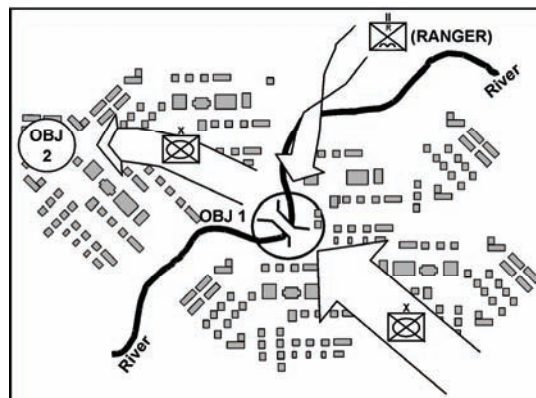 II
R
(RANGER)
River
OBJ
2
X
OBJ 1
X
River